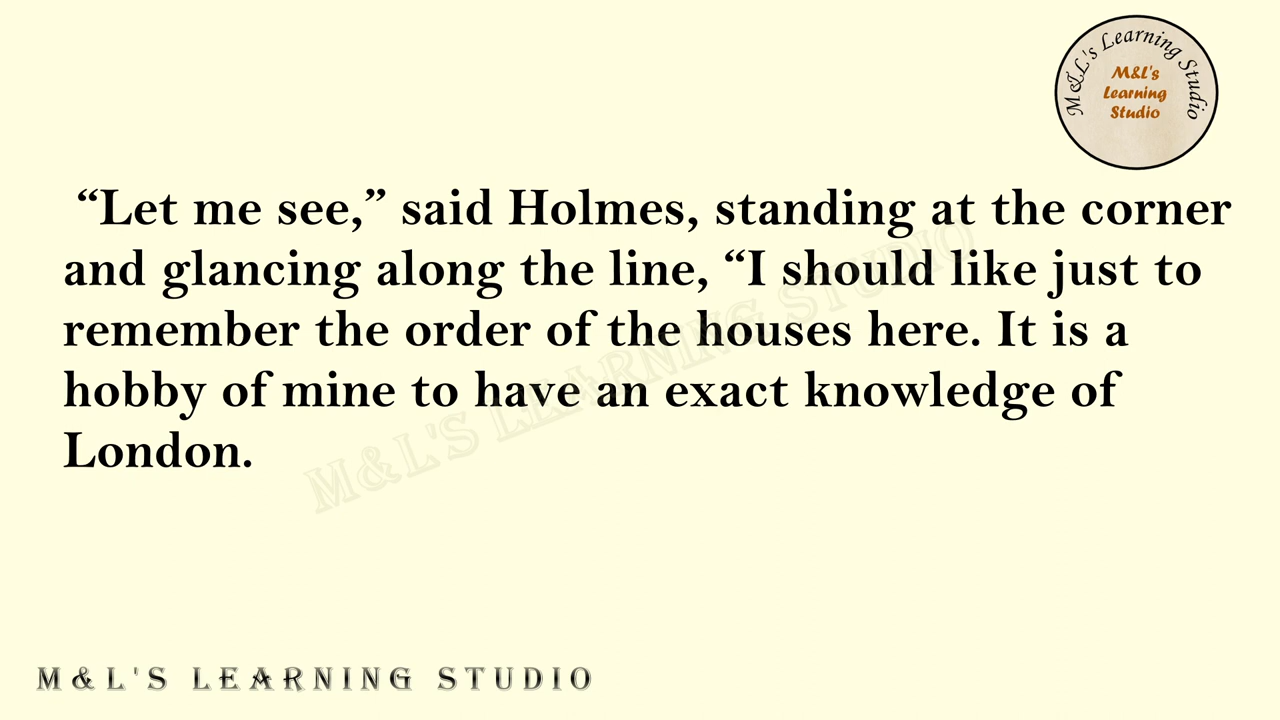 M&L's Learning Studio
M&L's
Learning
Studio
“Let me see,” said Holmes, standing at the corner
and glancing along the line, “I should like just to
remember the order of the houses here. It is a
hobby of mine to have an exact knowledge of
London.
M&L'S LEARNING STUDIO
M&L'S LEARNING STUDIO